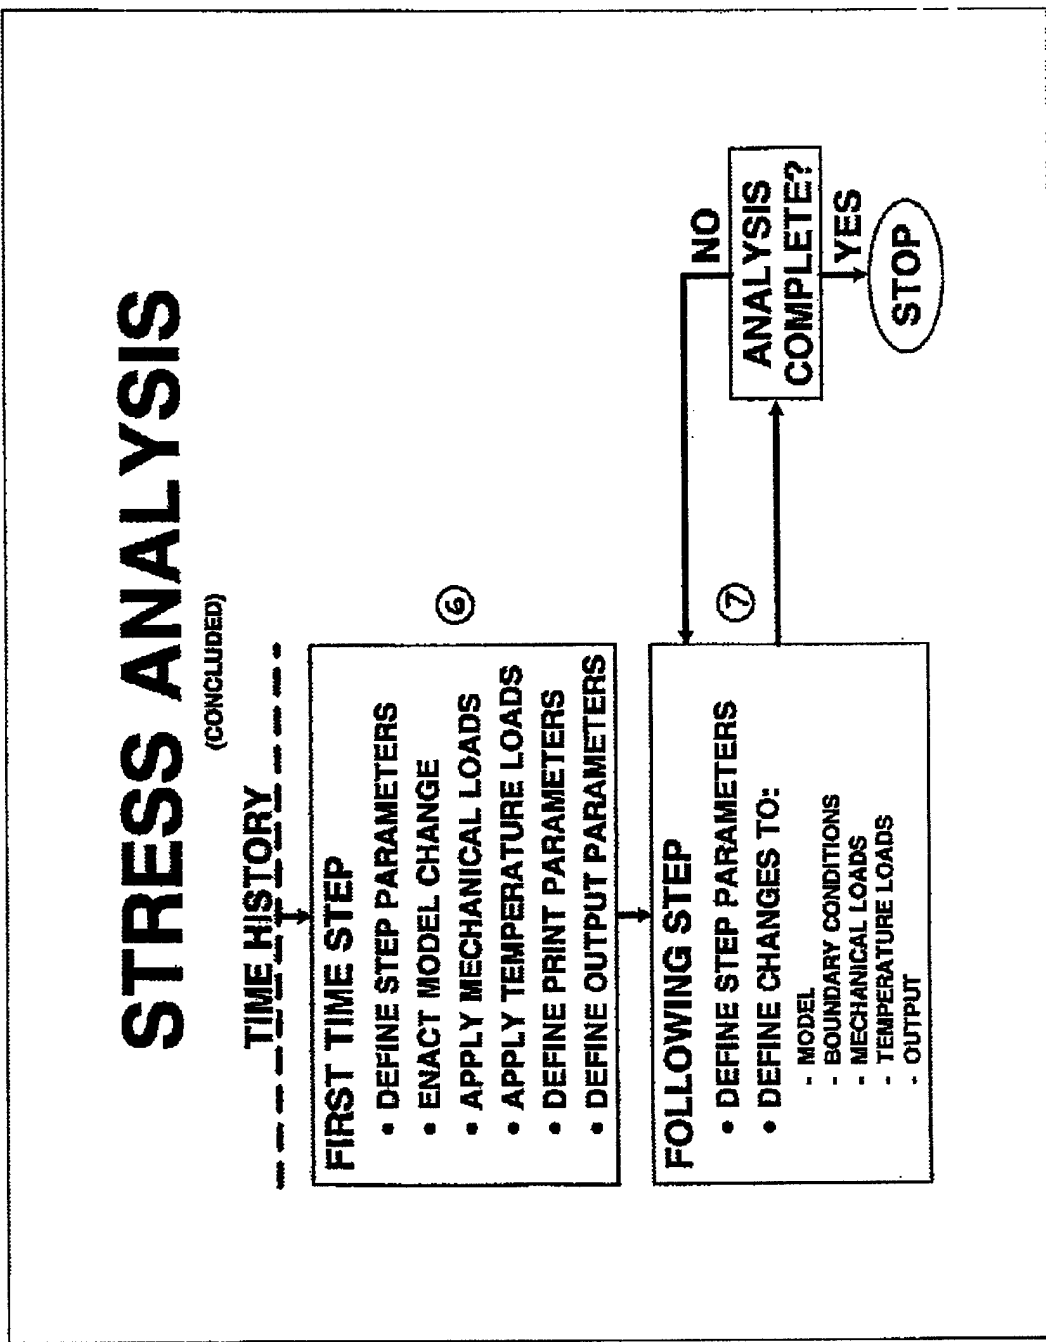 STRESS ANALYSIS
(CONCLUDED)
TIME HISTORY
FIRST TIME STEP
• DEFINE STEP PARAMETERS
• ENACT MODEL CHANGE
• APPLY MECHANICAL LOADS
• APPLY TEMPERATURE LOADS
• DEFINE PRINT PARAMETERS
• DEFINE OUTPUT PARAMETERS
6
FOLLOWING STEP
• DEFINE STEP PARAMETERS
• DEFINE CHANGES TO:
- MODEL
- BOUNDARY CONDITIONS
- MECHANICAL LOADS
- TEMPERATURE LOADS
- OUTPUT
7
NO
ANALYSIS
COMPLETE?
YES
STOP